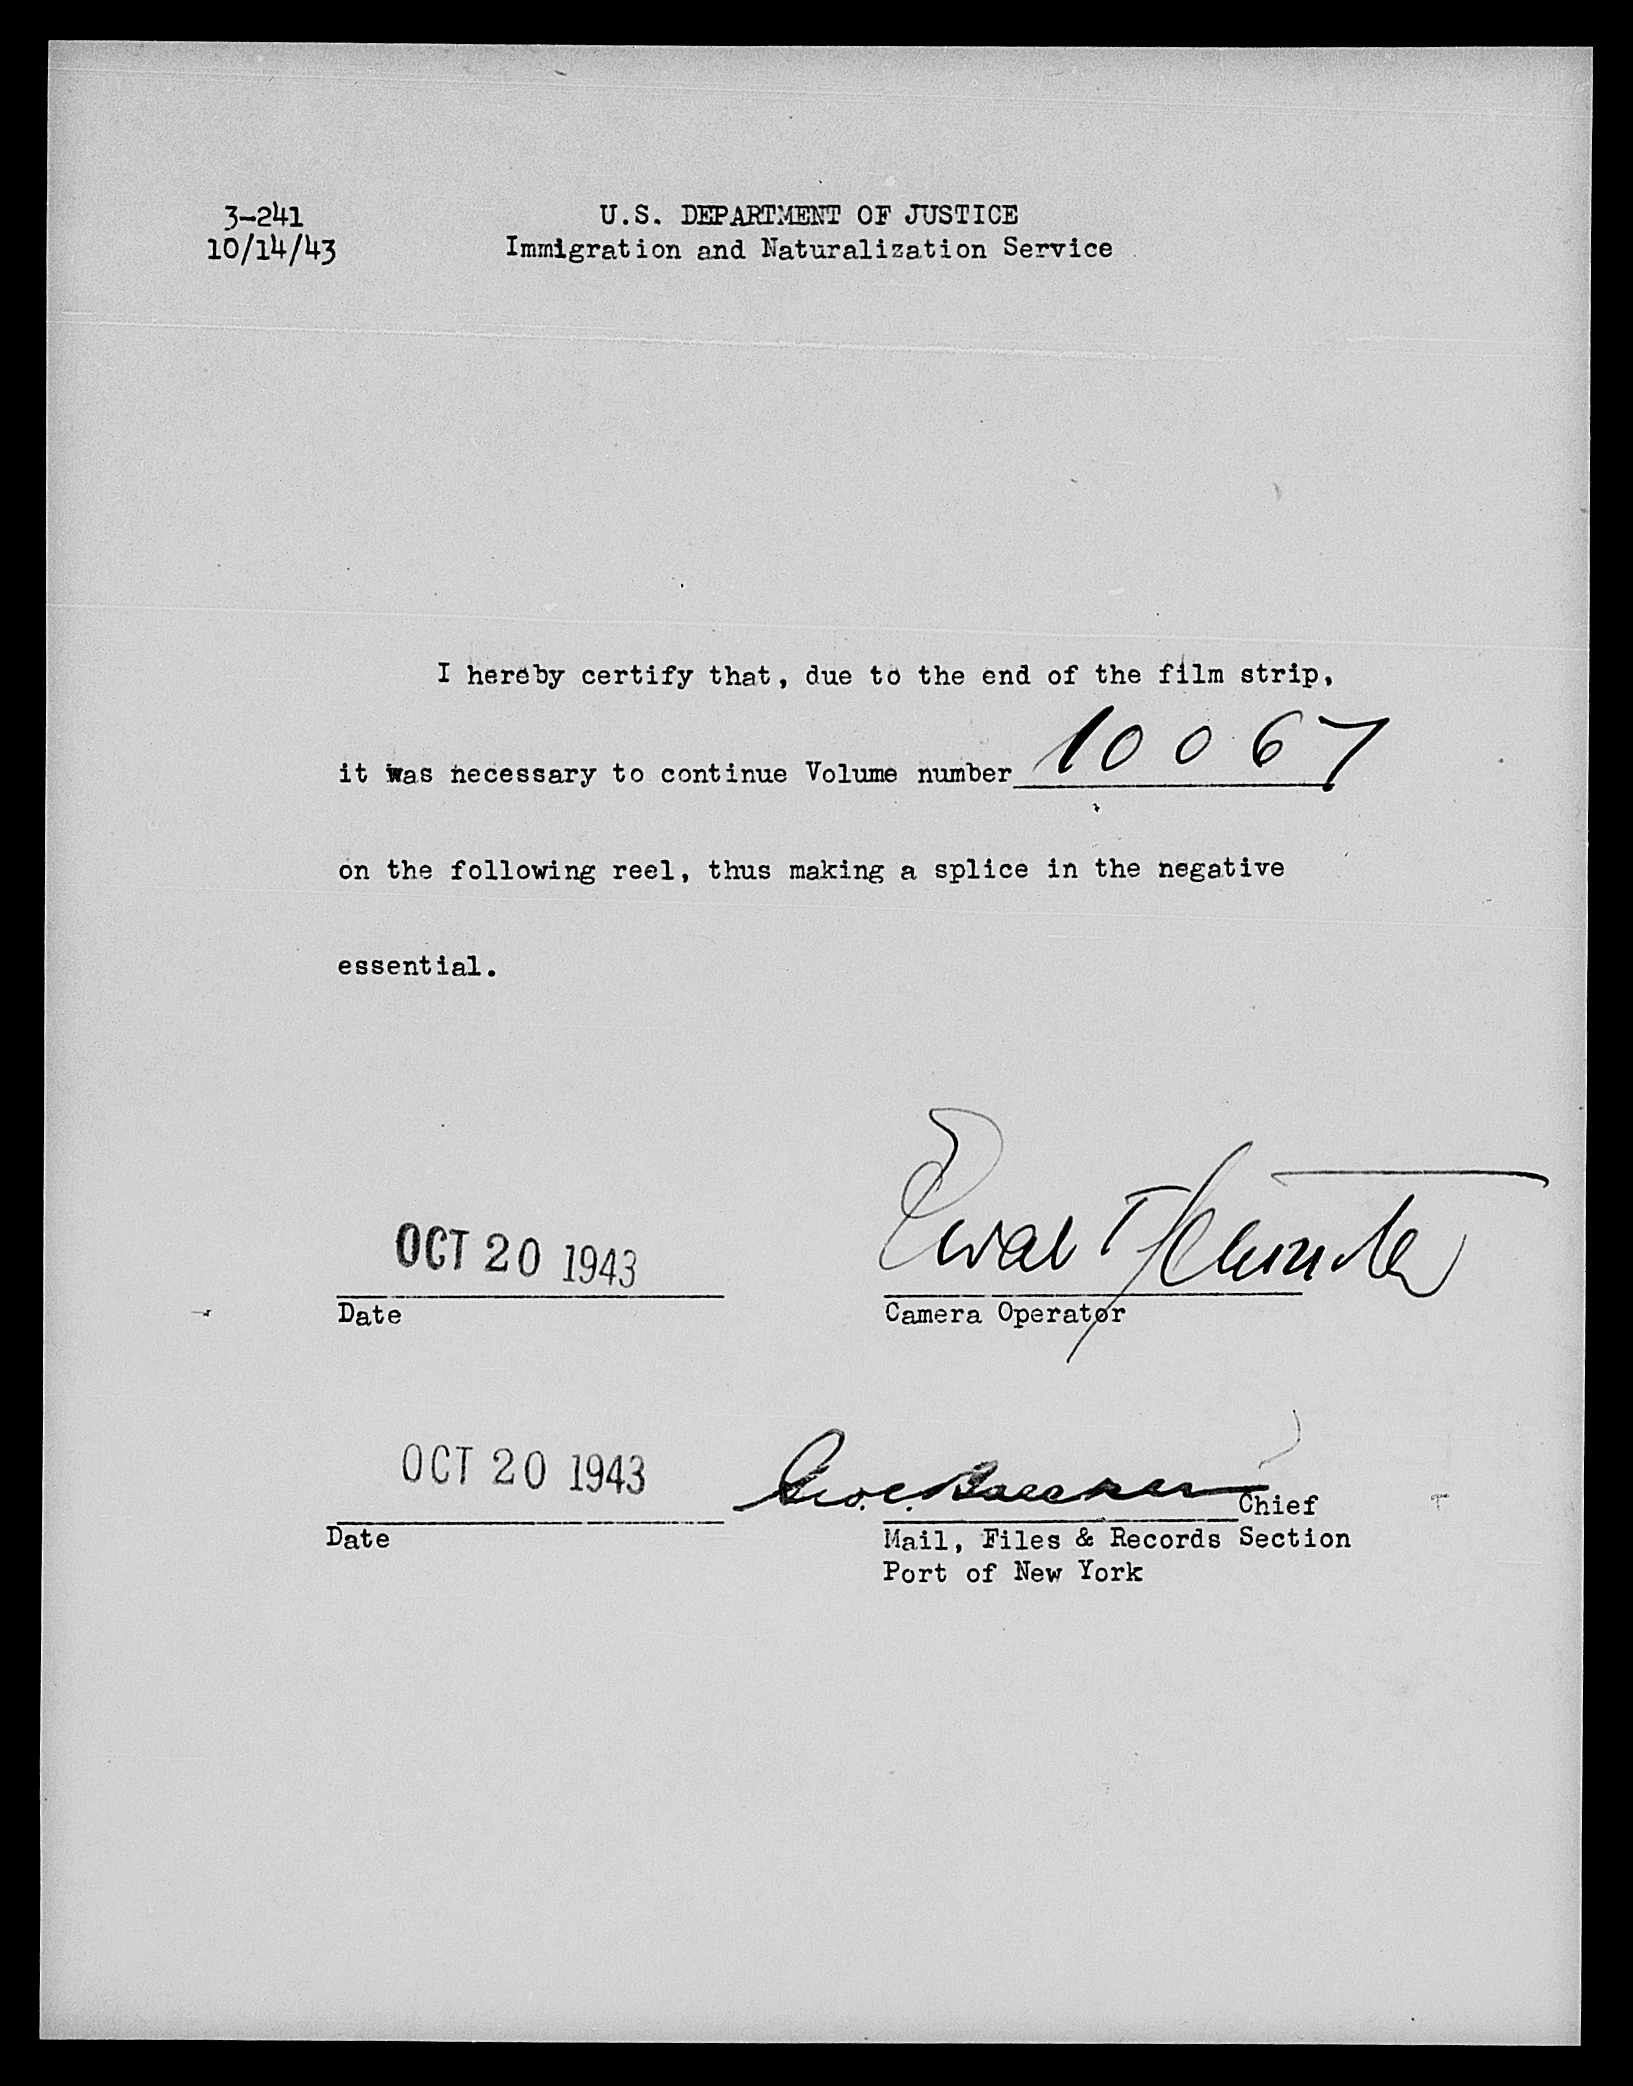 3-241
10/14/43
U.S. DEPARTMENT OF JUSTICE
Immigration and Naturalization Service
I hereby certify that, due to the end of the film strip,
it was necessary to continue Volume number 10067
on the following reel, thus making a splice in the negative
essential.
OCT 20 1943
Date
Camera Operator
OCT 20 1943
Geo. C.
Chief
Date
Mail, Files & Records Section
Port of New York